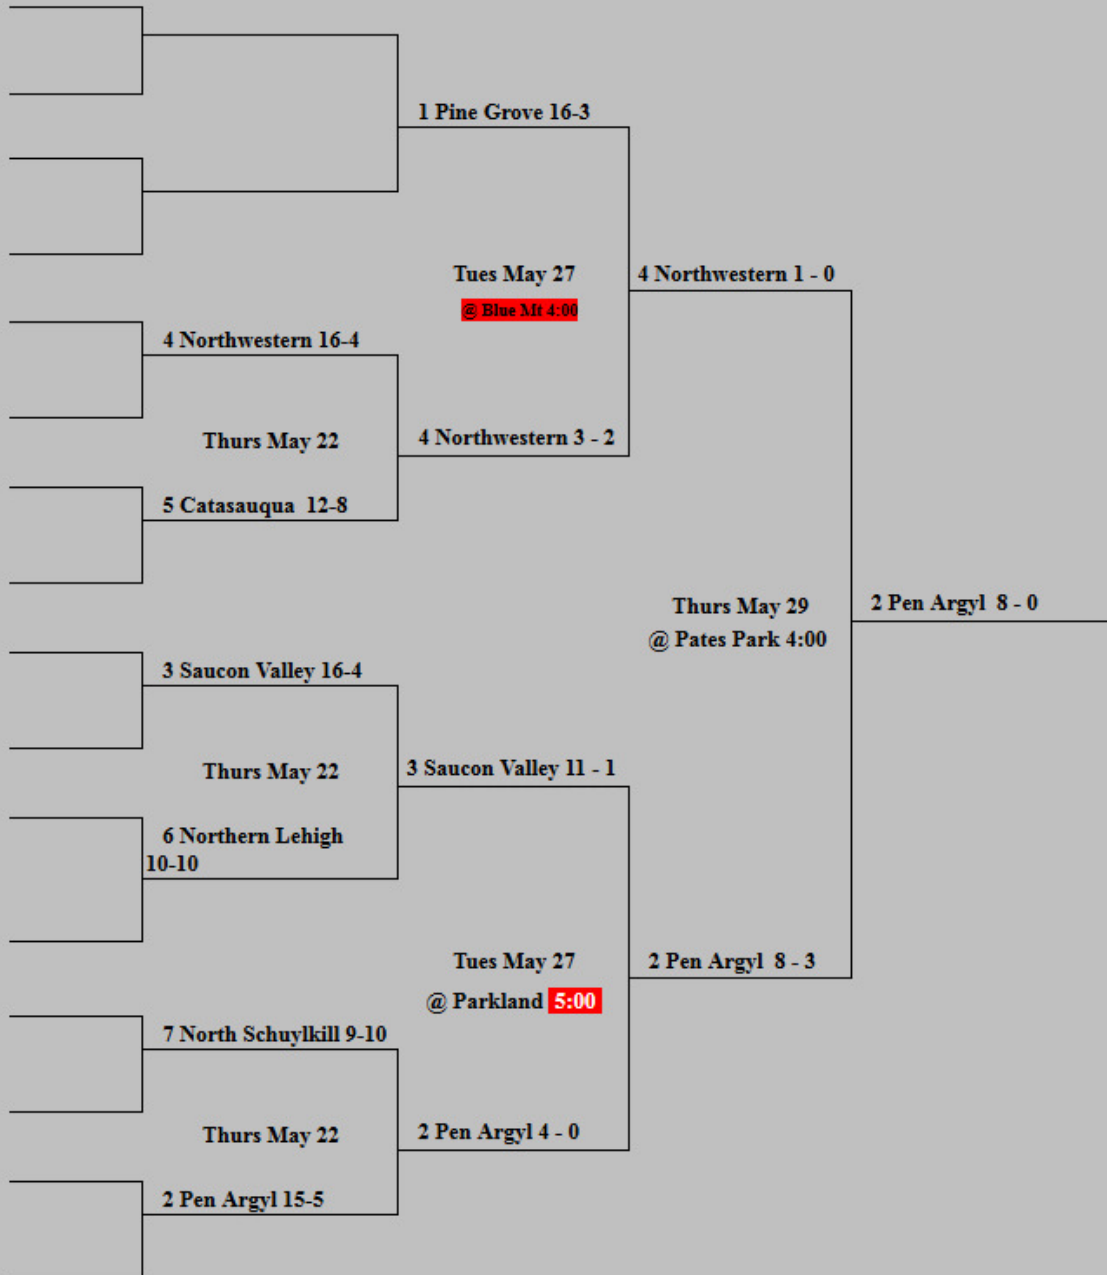 1 Pine Grove 16-3
Tues May 27
@ Blue Mt 4:00
4 Northwestern 1 - 0
4 Northwestern 16-4
Thurs May 22
4 Northwestern 3 - 2
5 Catasauqua  12-8
Thurs May 29
@ Pates Park 4:00
2 Pen Argyl  8 - 0
3 Saucon Valley 16-4
Thurs May 22
3 Saucon Valley 11 - 1
6 Northern Lehigh
10-10
Tues May 27
@ Parkland 5:00
2 Pen Argyl  8 - 3
7 North Schuylkill 9-10
Thurs May 22
2 Pen Argyl 4 - 0
2 Pen Argyl 15-5